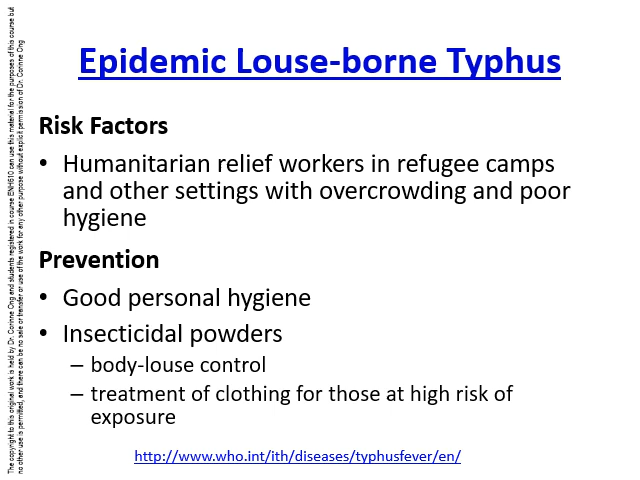 The copyright to this original work is held by Dr. Corinne Ong and students registered in course ENH610 can use this material for the purposes of this course but
no other use is permitted, and there can be no sale or transfer or use of the work for any other purpose without explicit permission of Dr. Corinne Ong
Epidemic Louse-borne Typhus
Risk Factors
• Humanitarian relief workers in refugee camps
and other settings with overcrowding and poor
hygiene
Prevention
• Good personal hygiene
• Insecticidal powders
– body-louse control
– treatment of clothing for those at high risk of
exposure
http://www.who.int/ith/diseases/typhusfever/en/